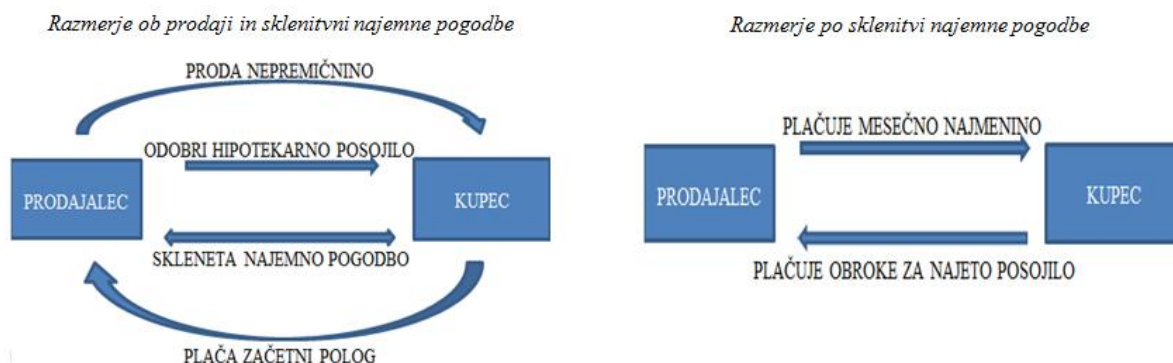 Razmerje ob prodaji in sklenitvni najemne pogodbe
PRODA NEPREMIČNINO
ODOBRI HIPOTEKARNO POSOJILO
PRODAJALEC
KUPEC
SKLENETA NAJEMNO POGODBO
PLAČA ZAČETNI POLOG
Razmerje po sklenitvi najemne pogodbe
PLAČUJE MESEČNO NAJMENINO
PRODAJALEC
KUPEC
PLAČUJE OBROKE ZA NAJETO POSOJILO